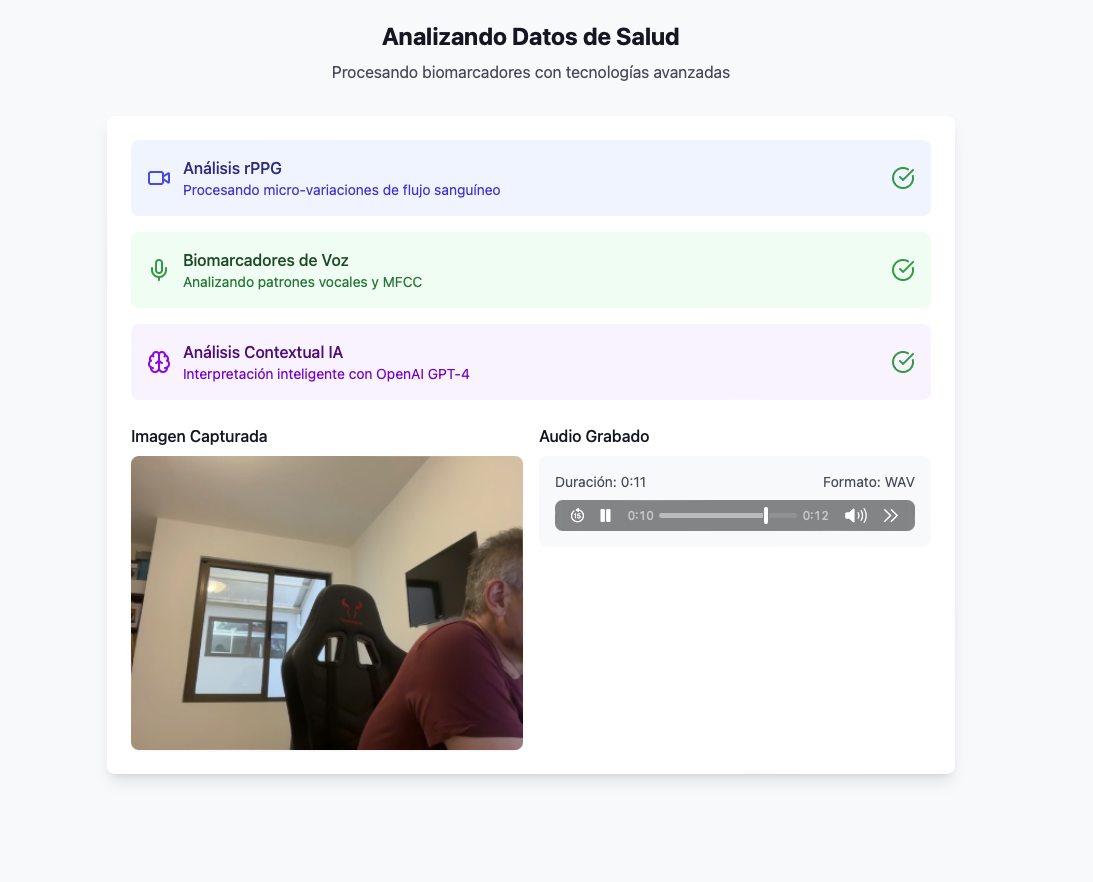 Analizando Datos de Salud
Procesando biomarcadores con tecnologías avanzadas
Análisis rPPG
Procesando micro-variaciones de flujo sanguíneo
Biomarcadores de Voz
Analizando patrones vocales y MFCC
Análisis Contextual IA
Interpretación inteligente con OpenAI GPT-4
Imagen Capturada
Audio Grabado
Duración: 0:11 Formato: WAV
15 0:10 0:12